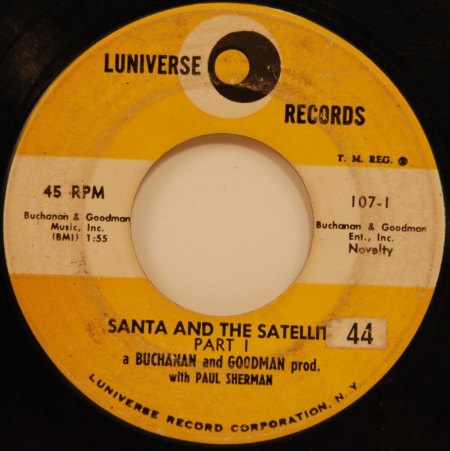 LUNIVERSE
RECORDS
T. M. REG. ®
45 RPM
Buchanan & Goodman
Music, Inc.
(BMI) 1:55
107-1
Buchanan & Goodman
Ent., Inc.
Novelty
SANTA AND THE SATELLIT
44
PART I
a BUCHANAN and GOODMAN prod.
with PAUL SHERMAN
LUNIVERSE RECORD CORPORATION, N. Y.